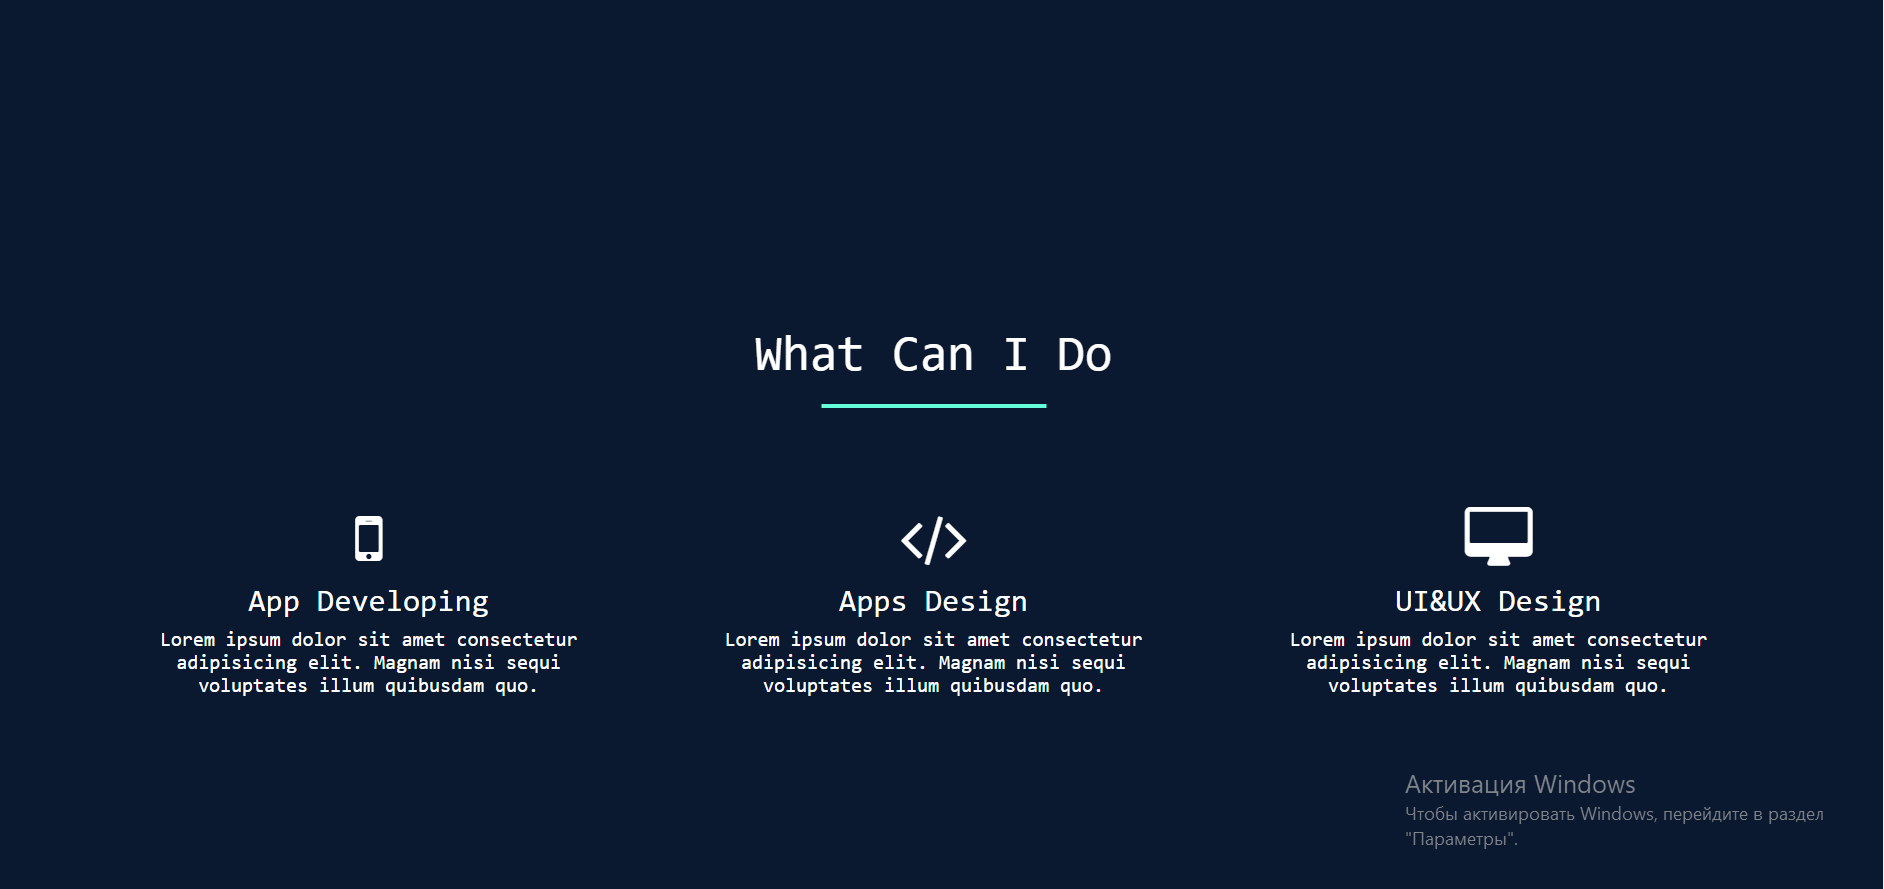 What Can I Do
App Developing
Lorem ipsum dolor sit amet consectetur
adipisicing elit. Magnam nisi sequi
voluptates illum quibusdam quo.
Apps Design
Lorem ipsum dolor sit amet consectetur
adipisicing elit. Magnam nisi sequi
voluptates illum quibusdam quo.
UI&UX Design
Lorem ipsum dolor sit amet consectetur
adipisicing elit. Magnam nisi sequi
voluptates illum quibusdam quo.
Активация Windows
Чтобы активировать Windows, перейдите в раздел
"Параметры".